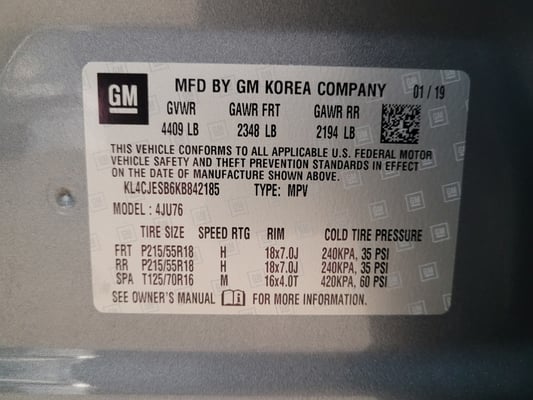 GM
MFD BY GM KOREA COMPANY 01 / 19
GVWR GAWR FRT GAWR RR
4409 LB 2348 LB 2194 LB
THIS VEHICLE CONFORMS TO ALL APPLICABLE U.S. FEDERAL MOTOR
VEHICLE SAFETY AND THEFT PREVENTION STANDARDS IN EFFECT
ON THE DATE OF MANUFACTURE SHOWN ABOVE.
KL4CJESB6KB842185 TYPE: MPV
MODEL : 4JU76
TIRE SIZE SPEED RTG RIM COLD TIRE PRESSURE
FRT P215/55R18 H 18x7.0J 240KPA, 35 PSI
RR P215/55R18 H 18x7.0J 240KPA, 35 PSI
SPA T125/70R16 M 16x4.0T 420KPA, 60 PSI
SEE OWNER'S MANUAL FOR MORE INFORMATION.